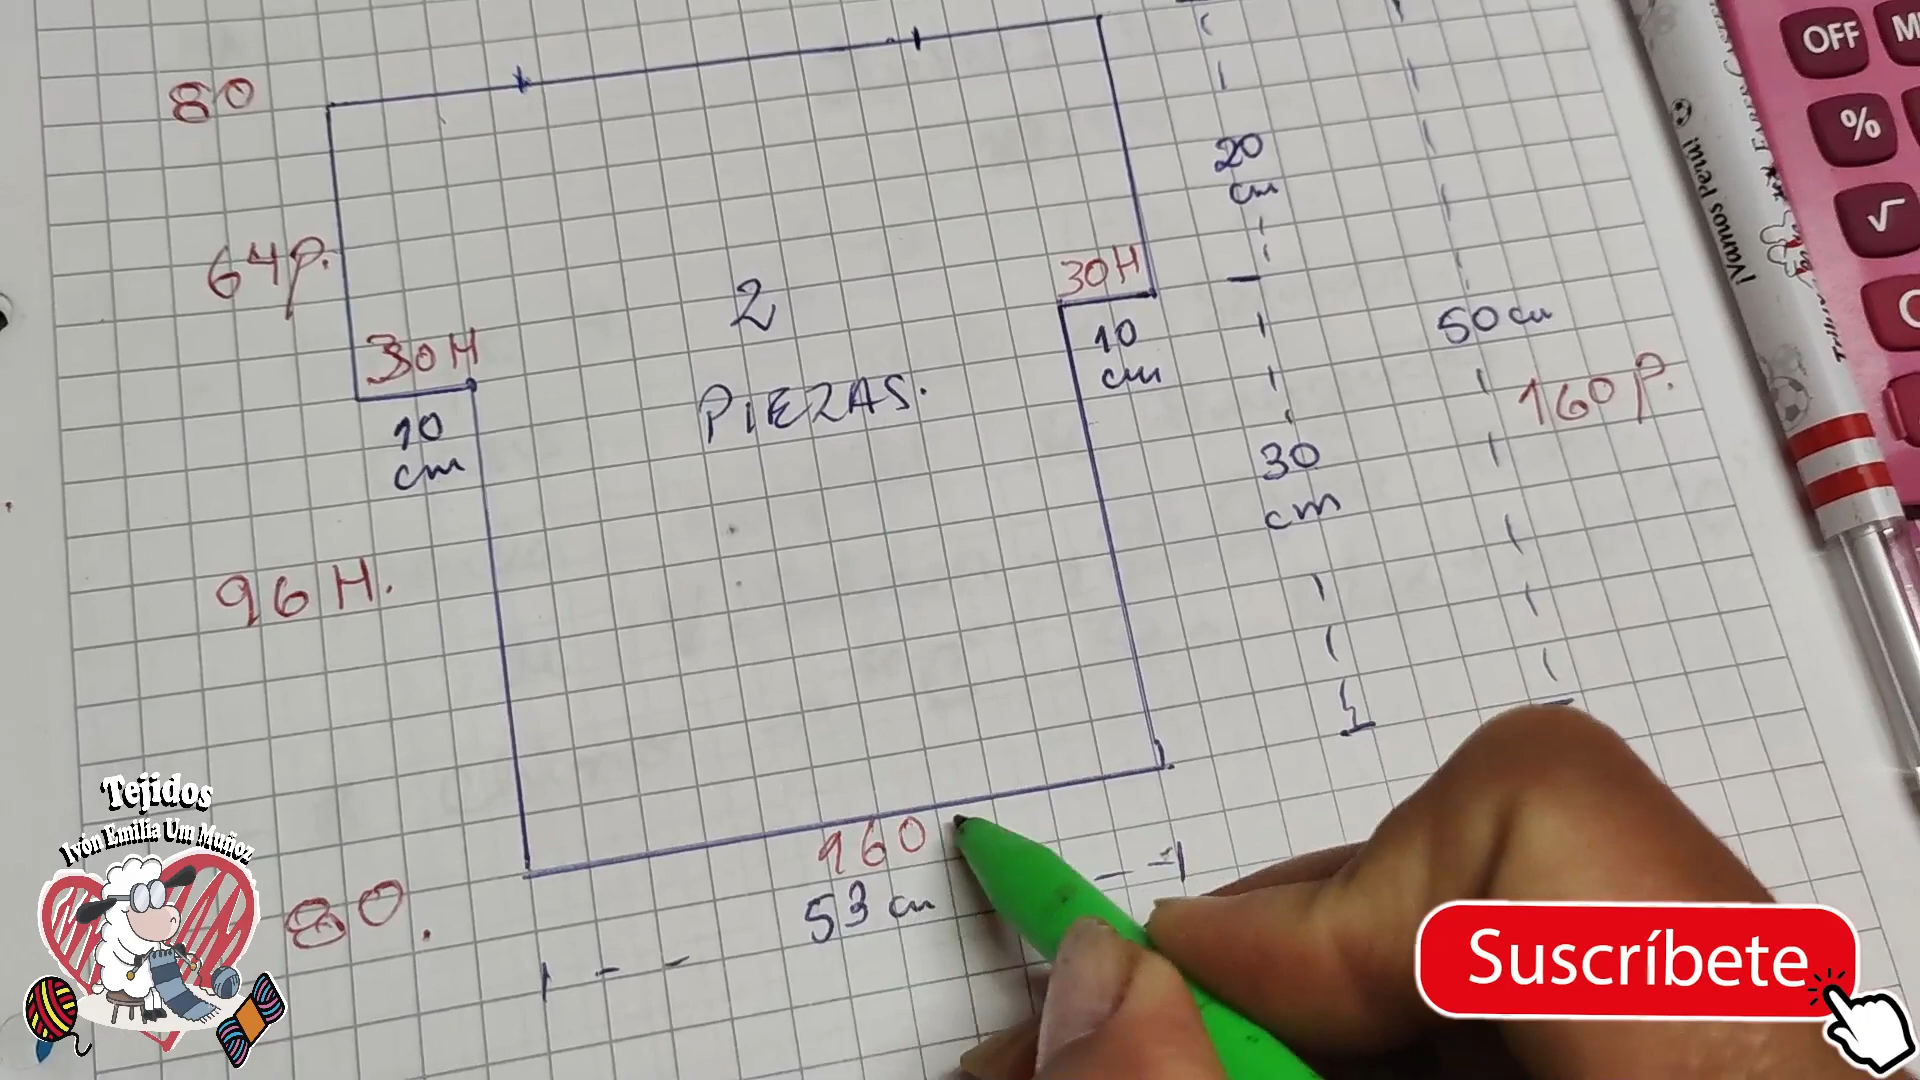 80
64p.
30H
10
cm
96 H.
80.
2
PIEZAS.
30H
10
cm
20
cm
30
cm
50 cm
160 p.
160
53 cm
OFF
M
%
√
C
¡Vamos Perú!
Tejidos
Ivón Emilia Um Muñoz
Suscríbete